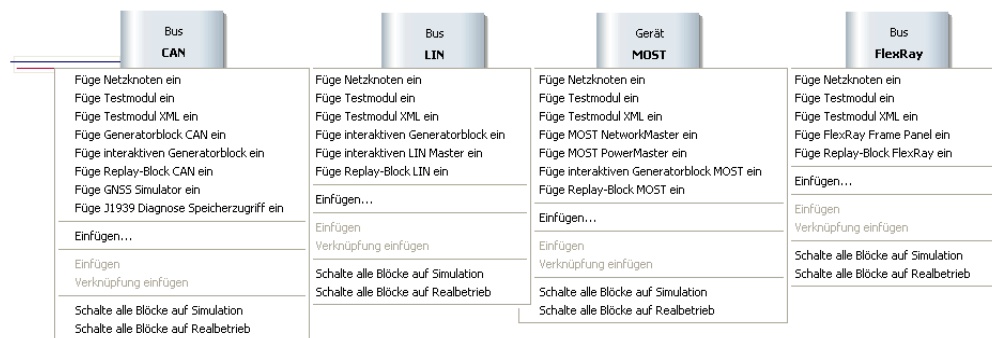 Bus
CAN
Füge Netzknoten ein
Füge Testmodul ein
Füge Testmodul XML ein
Füge Generatorblock CAN ein
Füge interaktiven Generatorblock ein
Füge Replay-Block CAN ein
Füge GNSS Simulator ein
Füge J1939 Diagnose Speicherzugriff ein
Einfügen...
Einfügen
Verknüpfung einfügen
Schalte alle Blöcke auf Simulation
Schalte alle Blöcke auf Realbetrieb
Bus
LIN
Füge Netzknoten ein
Füge Testmodul ein
Füge Testmodul XML ein
Füge interaktiven Generatorblock ein
Füge interaktiven LIN Master ein
Füge Replay-Block LIN ein
Einfügen...
Einfügen
Verknüpfung einfügen
Schalte alle Blöcke auf Simulation
Schalte alle Blöcke auf Realbetrieb
Gerät
MOST
Füge Netzknoten ein
Füge Testmodul ein
Füge Testmodul XML ein
Füge MOST NetworkMaster ein
Füge MOST PowerMaster ein
Füge interaktiven Generatorblock MOST ein
Füge Replay-Block MOST ein
Einfügen...
Einfügen
Verknüpfung einfügen
Schalte alle Blöcke auf Simulation
Schalte alle Blöcke auf Realbetrieb
Bus
FlexRay
Füge Netzknoten ein
Füge Testmodul ein
Füge Testmodul XML ein
Füge FlexRay Frame Panel ein
Füge Replay-Block FlexRay ein
Einfügen...
Einfügen
Verknüpfung einfügen
Schalte alle Blöcke auf Simulation
Schalte alle Blöcke auf Realbetrieb